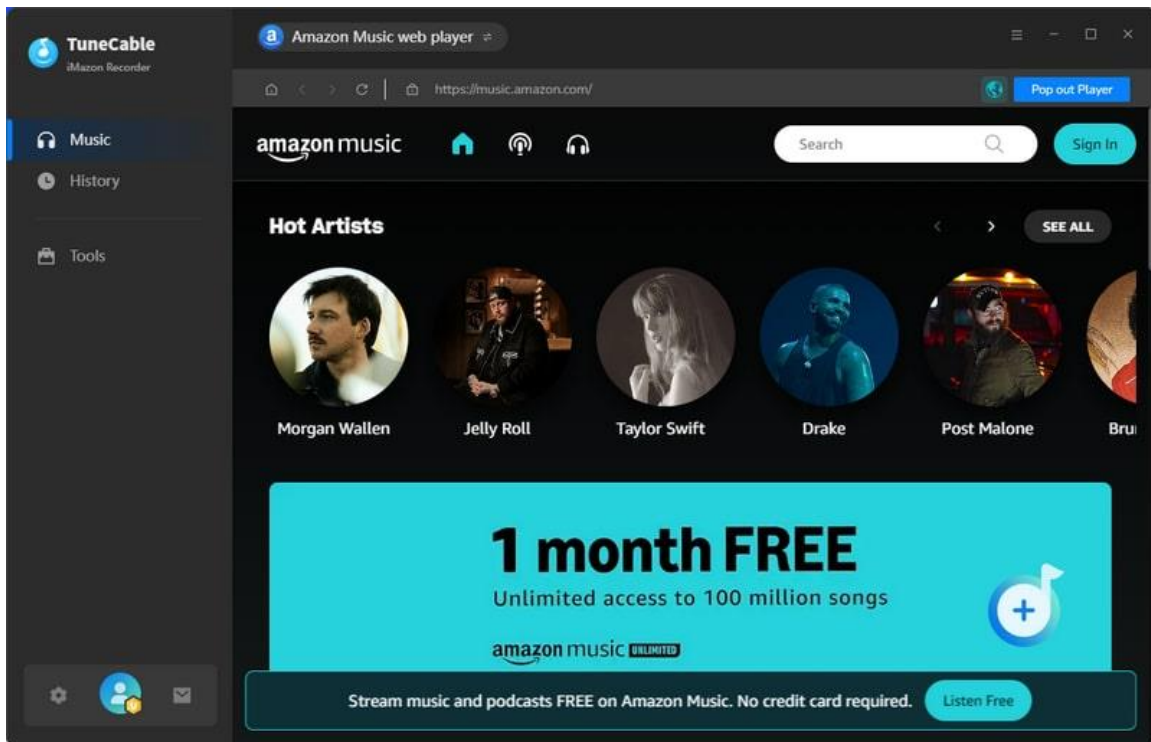 TuneCable
iMazon Recorder
Music
History
Tools
a Amazon Music web player
https://music.amazon.com/
Pop out Player
amazon music
Search
Sign In
Hot Artists
SEE ALL
Morgan Wallen
Jelly Roll
Taylor Swift
Drake
Post Malone
Bru
1 month FREE
Unlimited access to 100 million songs
amazon music UNLIMITED
Stream music and podcasts FREE on Amazon Music. No credit card required.
Listen Free